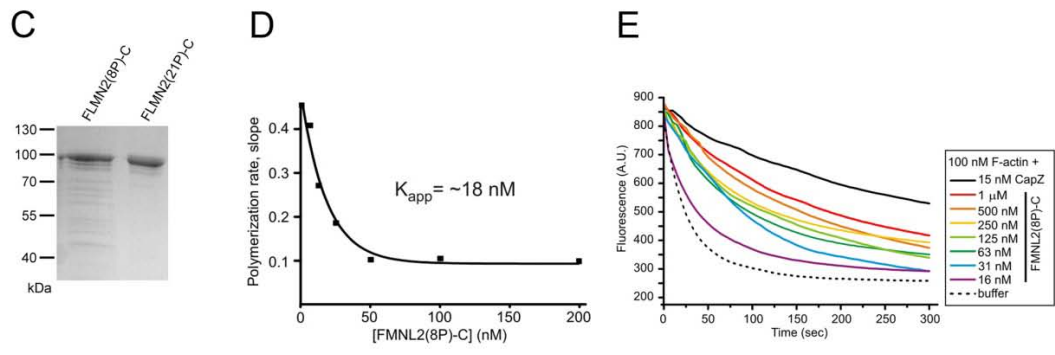 C
FLMN2(8P)-C
FLMN2(21P)-C
130
100
70
55
40
kDa
D
Polymerization rate, slope
0.4
0.3
0.2
0.1
0
50
100
150
200
[FMNL2(8P)-C] (nM)
Kapp= ~18 nM
E
Fluorescence (A.U.)
900
800
700
600
500
400
300
200
0
50
100
150
200
250
300
Time (sec)
100 nM F-actin +
15 nM CapZ
1 μM
500 nM
250 nM
125 nM
63 nM
31 nM
16 nM
buffer
FMNL2(8P)-C